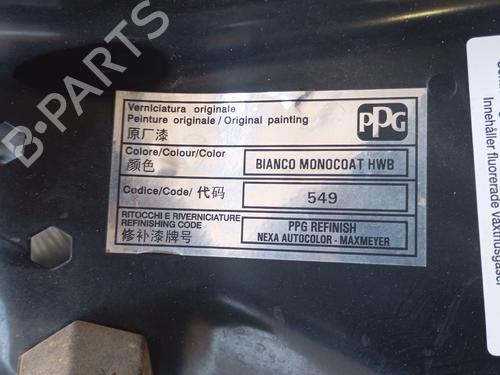 B-PARTS
Verniciatura originale
Peinture originale / Original painting
原厂漆
PPG
Colore/Colour/Color
颜色
BIANCO MONOCOAT HWB
Codice/Code/ 代码
549
RITOCCHI E RIVERNICIATURE
REFINISHING CODE
修补漆牌号
PPG REFINISH
NEXA AUTOCOLOR - MAXMEYER
Innehåller fluorerade växthusgaser